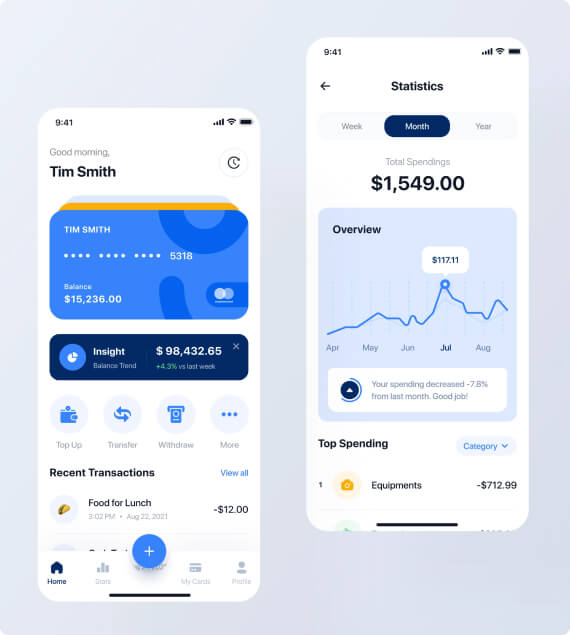 9:41
Good morning,
Tim Smith
TIM SMITH
•••• •••• •••• 5318
Balance
$15,236.00
Insight
Balance Trend
$ 98,432.65
+4.3% vs last week
Top Up
Transfer
Withdraw
More
Recent Transactions
View all
Food for Lunch
3:02 PM • Aug 22, 2021
-$12.00
Home
Stats
My Cards
Profile
9:41
Statistics
Week
Month
Year
Total Spendings
$1,549.00
Overview
$117.11
Apr
May
Jun
Jul
Aug
Your spending decreased -7.8%
from last month. Good job!
Top Spending
Category
1
Equipments
-$712.99